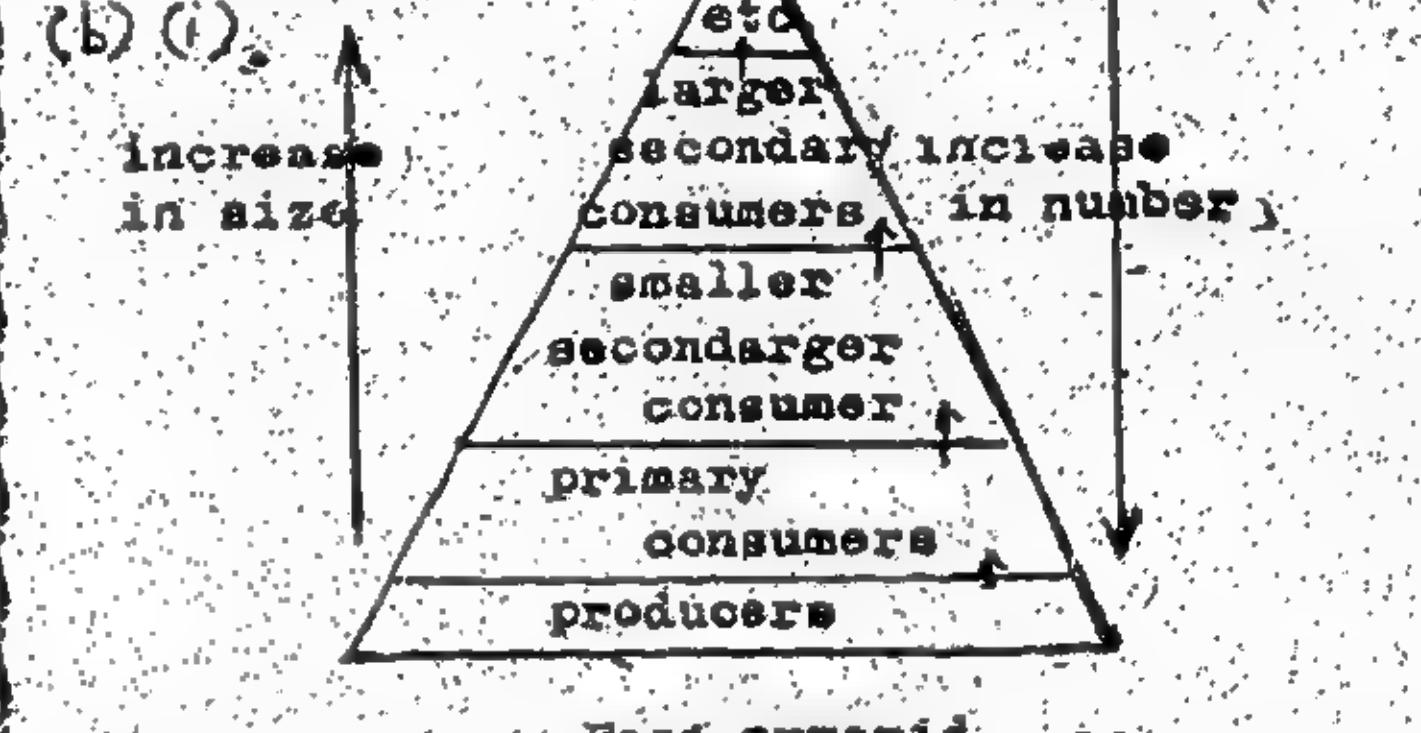 (b) (i).
etc
larger
increase secondary increase
in size consumers in number
smaller
secondarger
consumer
primary
consumers
producers